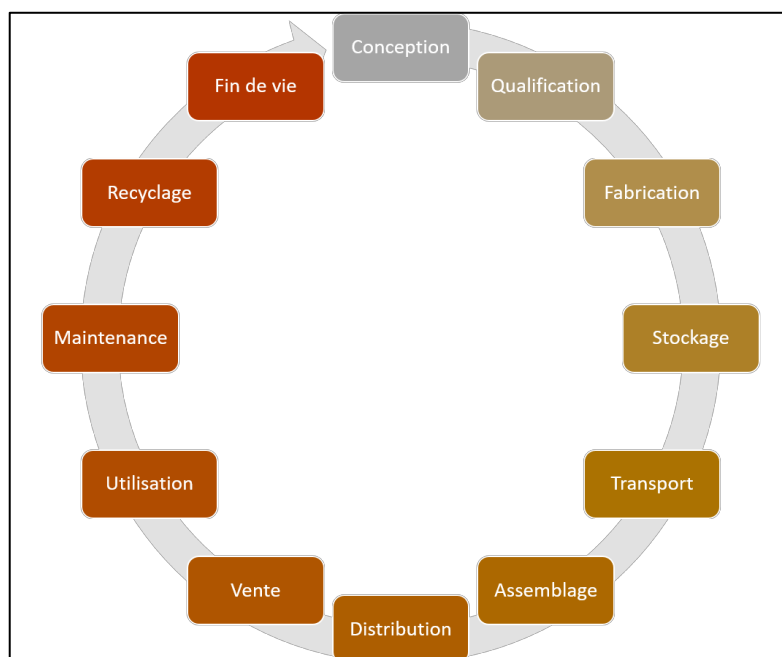 Conception
Qualification
Fabrication
Stockage
Transport
Assemblage
Distribution
Vente
Utilisation
Maintenance
Recyclage
Fin de vie